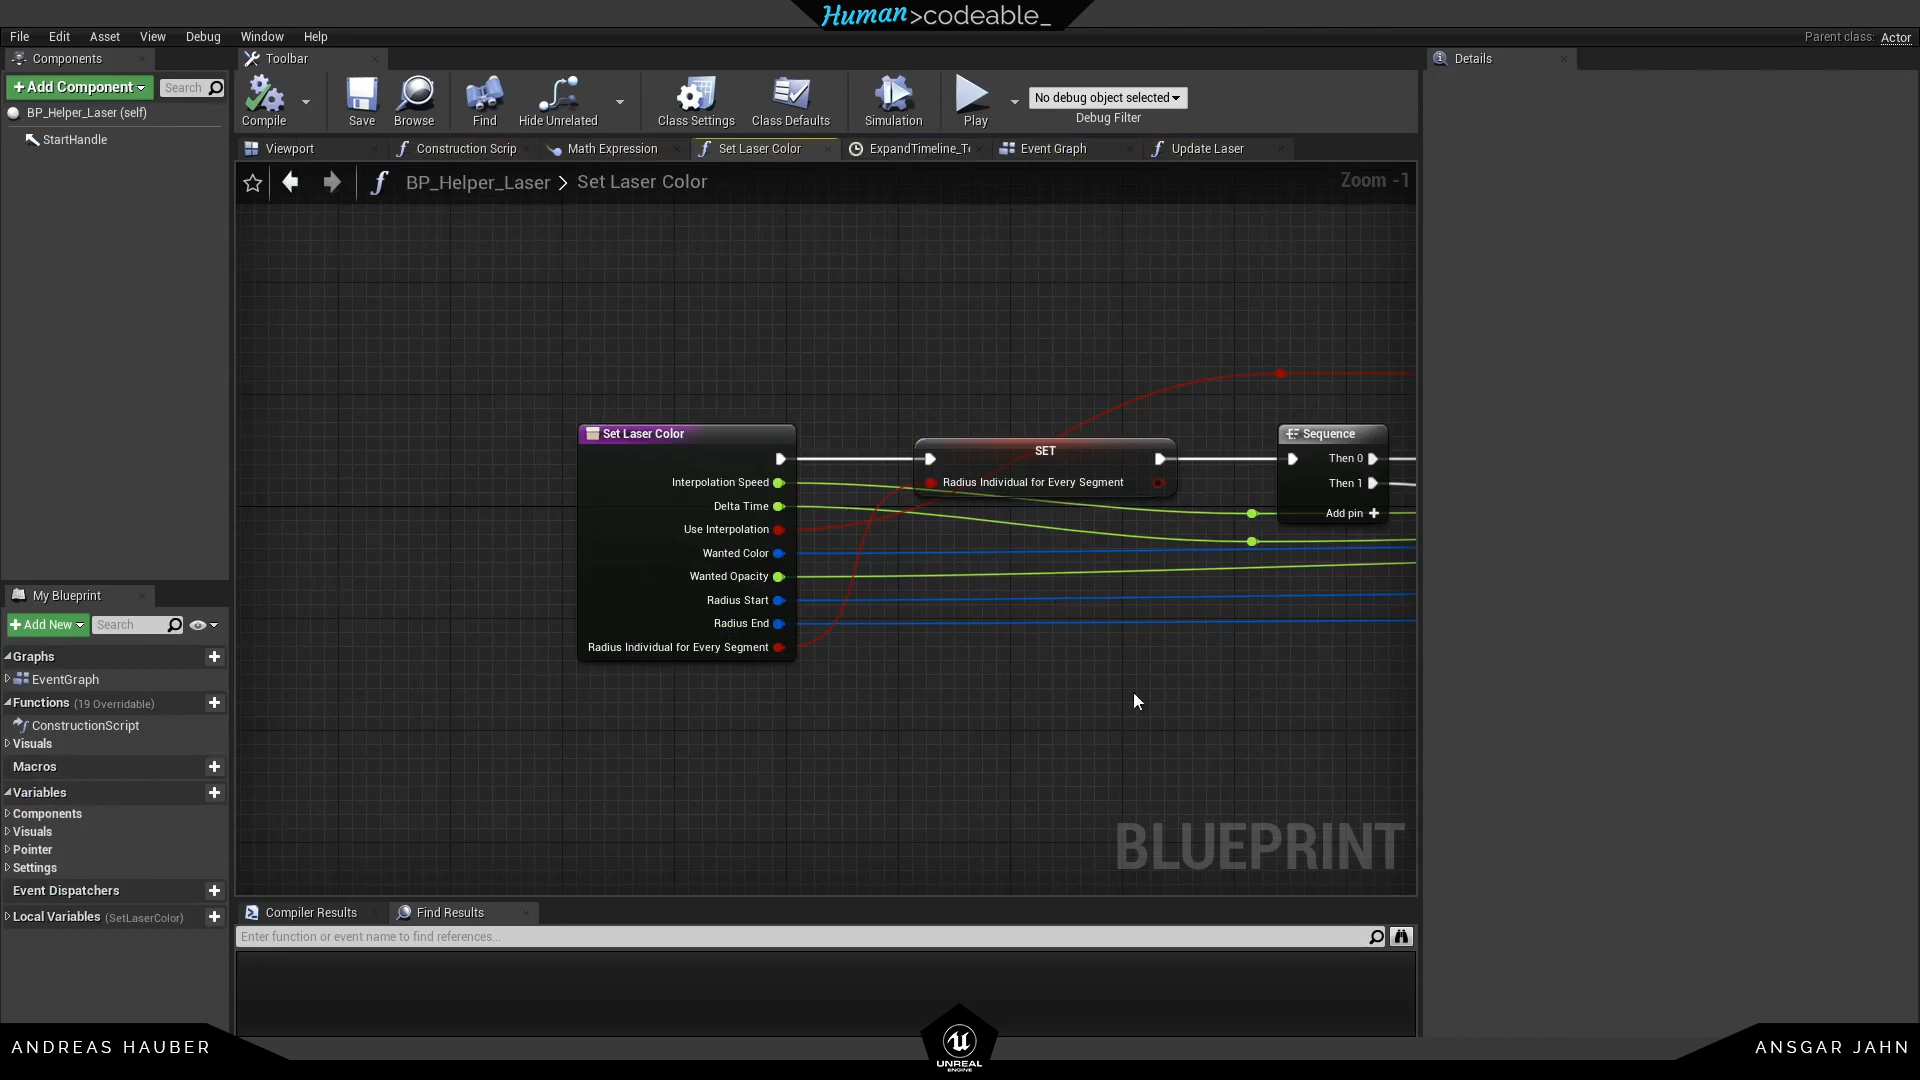 Human>codeable_
File Edit Asset View Debug Window Help
Parent class: Actor
Components
Toolbar
Details
+Add Component
Search
BP_Helper_Laser (self)
StartHandle
Compile
Save
Browse
Find
Hide Unrelated
Class Settings
Class Defaults
Simulation
Play
No debug object selected
Debug Filter
Viewport
Construction Scrip
Math Expression
Set Laser Color
ExpandTimeline_T
Event Graph
Update Laser
BP_Helper_Laser > Set Laser Color
Zoom -1
Set Laser Color
Interpolation Speed
Delta Time
Use Interpolation
Wanted Color
Wanted Opacity
Radius Start
Radius End
Radius Individual for Every Segment
SET
Radius Individual for Every Segment
Sequence
Then 0
Then 1
Add pin +
BLUEPRINT
My Blueprint
+Add New
Search
Graphs
EventGraph
Functions (19 Overridable)
ConstructionScript
Visuals
Macros
Variables
Components
Visuals
Pointer
Settings
Event Dispatchers
Local Variables (SetLaserColor)
Compiler Results
Find Results
Enter function or event name to find references...
ANDREAS HAUBER
UNREAL
ENGINE
ANSGAR JAHN